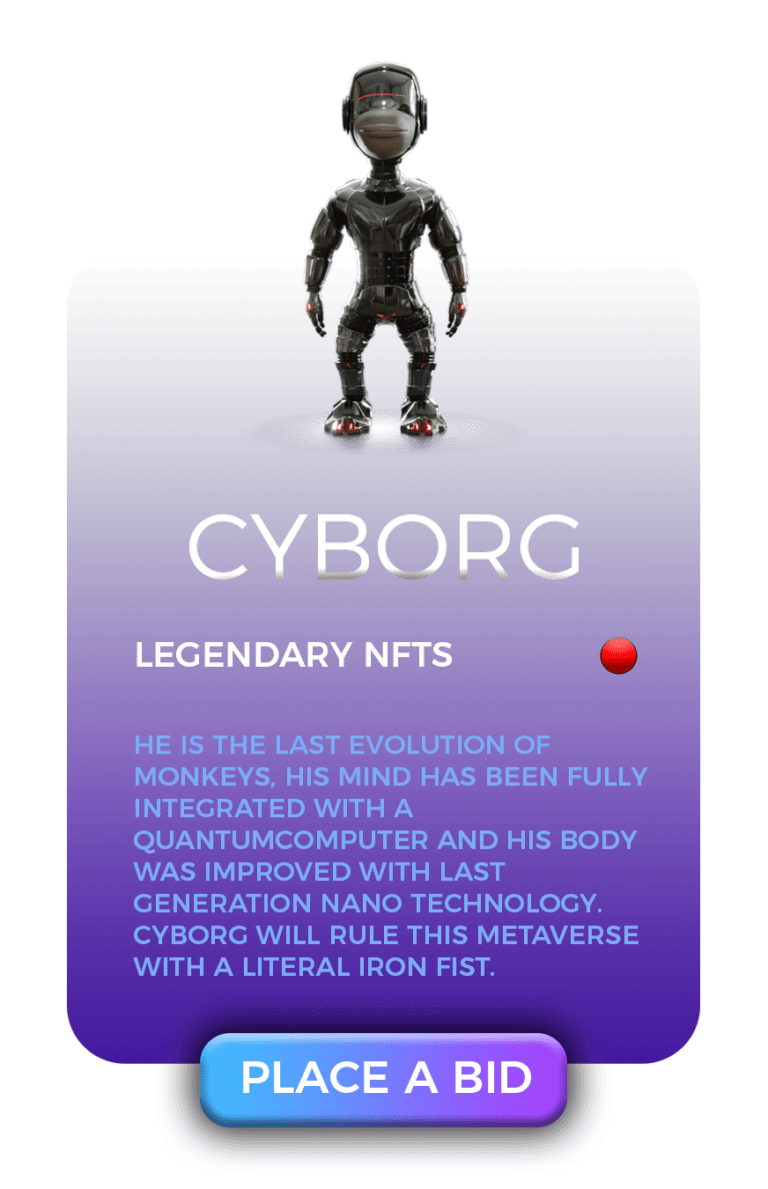 CYBORG
LEGENDARY NFTS
HE IS THE LAST EVOLUTION OF
MONKEYS, HIS MIND HAS BEEN FULLY
INTEGRATED WITH A
QUANTUMCOMPUTER AND HIS BODY
WAS IMPROVED WITH LAST
GENERATION NANO TECHNOLOGY.
CYBORG WILL RULE THIS METAVERSE
WITH A LITERAL IRON FIST.
PLACE A BID